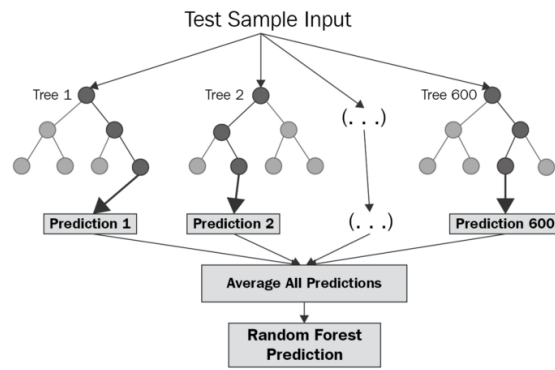 Test Sample Input
Tree 1
Tree 2
(...)
Tree 600
Prediction 1
Prediction 2
(...)
Prediction 600
Average All Predictions
Random Forest
Prediction